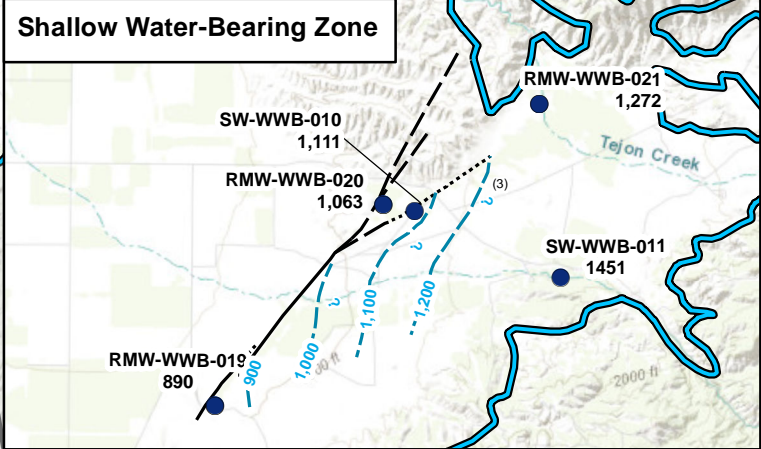 Shallow Water-Bearing Zone
RMW-WWB-021
1,272
SW-WWB-010
1,111
Tejon Creek
RMW-WWB-020
1,063
(3)
?
?
SW-WWB-011
1451
?
1,100
1,200
1,000
900
00 ft
RMW-WWB-019
890
2000 ft